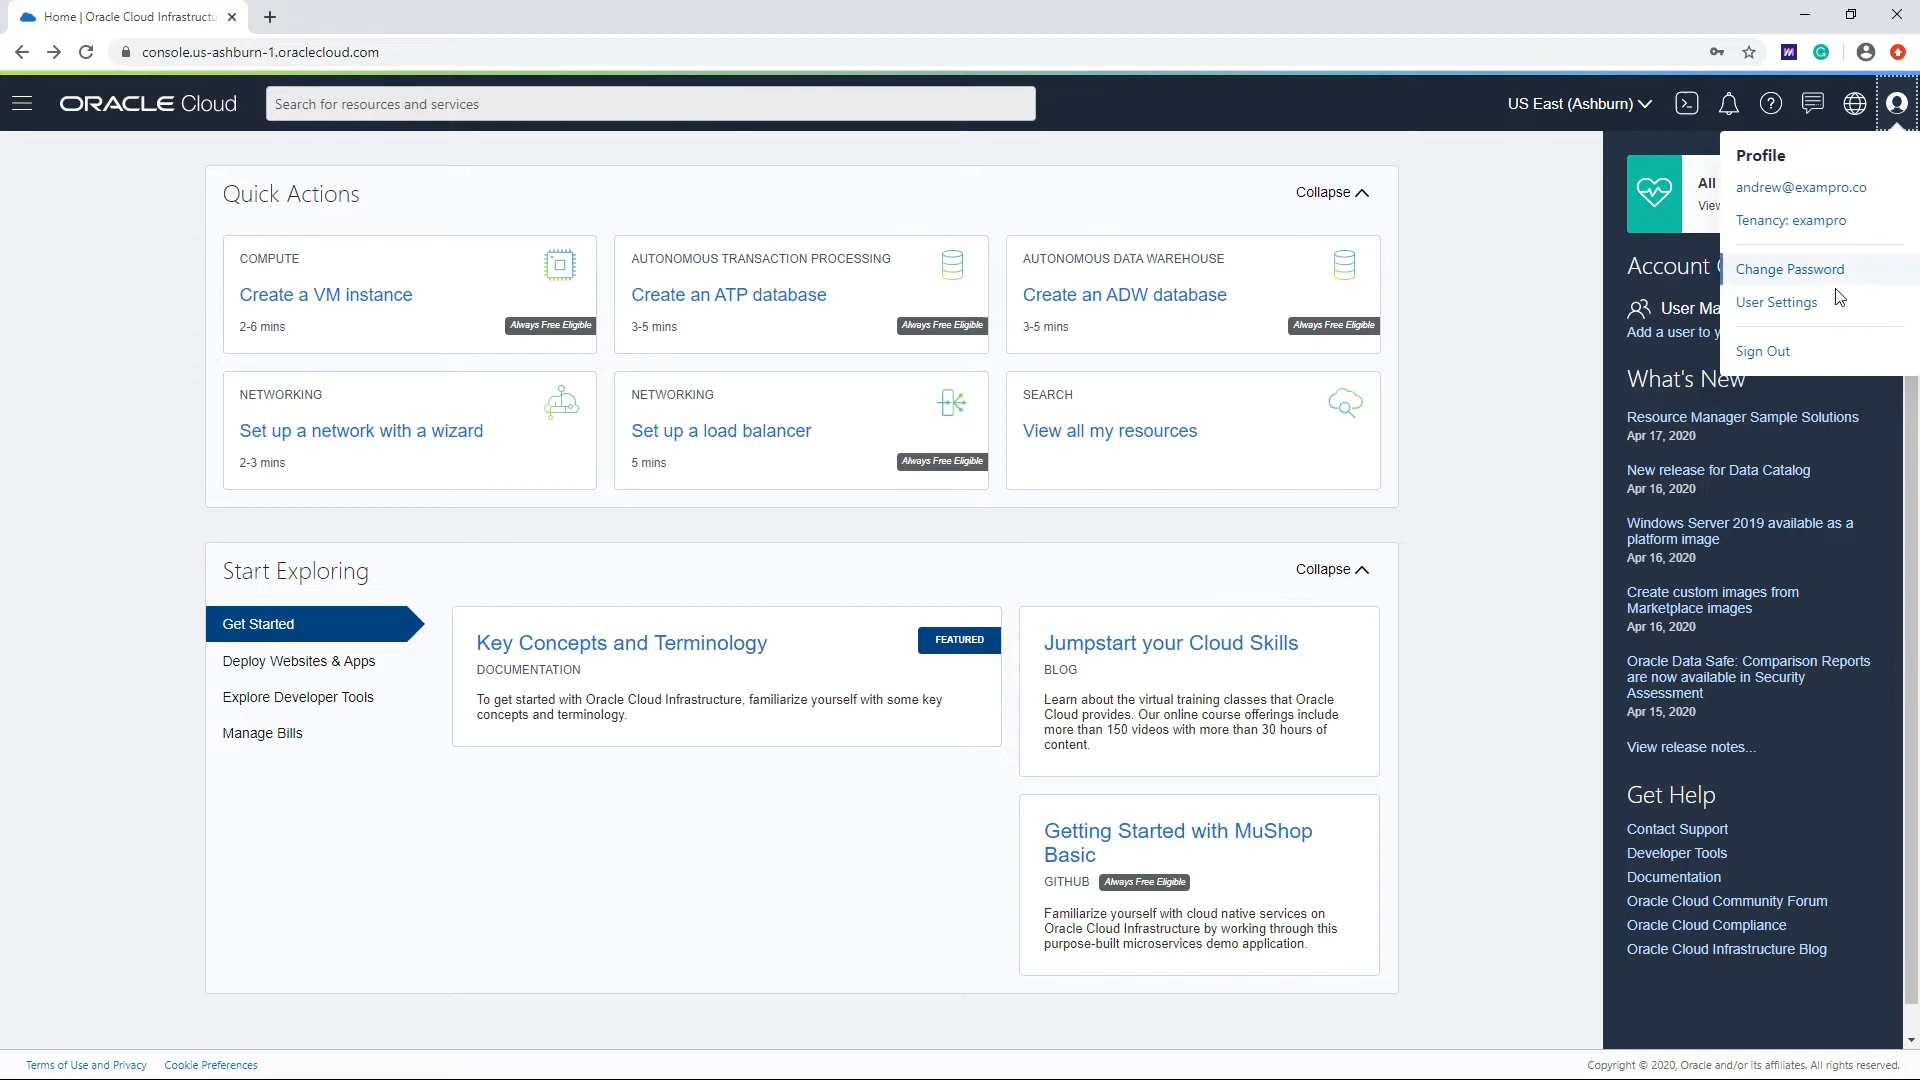 Home | Oracle Cloud Infrastructu
console.us-ashburn-1.oraclecloud.com
ORACLE Cloud
Search for resources and services
US East (Ashburn)
Profile
andrew@exampro.co
Tenancy: exampro
Change Password
User Settings
Sign Out
Quick Actions
Collapse
COMPUTE
Create a VM instance
2-6 mins
Always Free Eligible
AUTONOMOUS TRANSACTION PROCESSING
Create an ATP database
3-5 mins
Always Free Eligible
AUTONOMOUS DATA WAREHOUSE
Create an ADW database
3-5 mins
Always Free Eligible
NETWORKING
Set up a network with a wizard
2-3 mins
NETWORKING
Set up a load balancer
5 mins
Always Free Eligible
SEARCH
View all my resources
Start Exploring
Collapse
Get Started
Deploy Websites & Apps
Explore Developer Tools
Manage Bills
Key Concepts and Terminology
FEATURED
DOCUMENTATION
To get started with Oracle Cloud Infrastructure, familiarize yourself with some key
concepts and terminology.
Jumpstart your Cloud Skills
BLOG
Learn about the virtual training classes that Oracle
Cloud provides. Our online course offerings include
more than 150 videos with more than 30 hours of
content.
Getting Started with MuShop
Basic
GITHUB
Always Free Eligible
Familiarize yourself with cloud native services on
Oracle Cloud Infrastructure by working through this
purpose-built microservices demo application.
All
View
Account
User Ma
Add a user to y
What's New
Resource Manager Sample Solutions
Apr 17, 2020
New release for Data Catalog
Apr 16, 2020
Windows Server 2019 available as a
platform image
Apr 16, 2020
Create custom images from
Marketplace images
Apr 16, 2020
Oracle Data Safe: Comparison Reports
are now available in Security
Assessment
Apr 15, 2020
View release notes...
Get Help
Contact Support
Developer Tools
Documentation
Oracle Cloud Community Forum
Oracle Cloud Compliance
Oracle Cloud Infrastructure Blog
Terms of Use and Privacy
Cookie Preferences
Copyright © 2020, Oracle and/or its affiliates. All rights reserved.